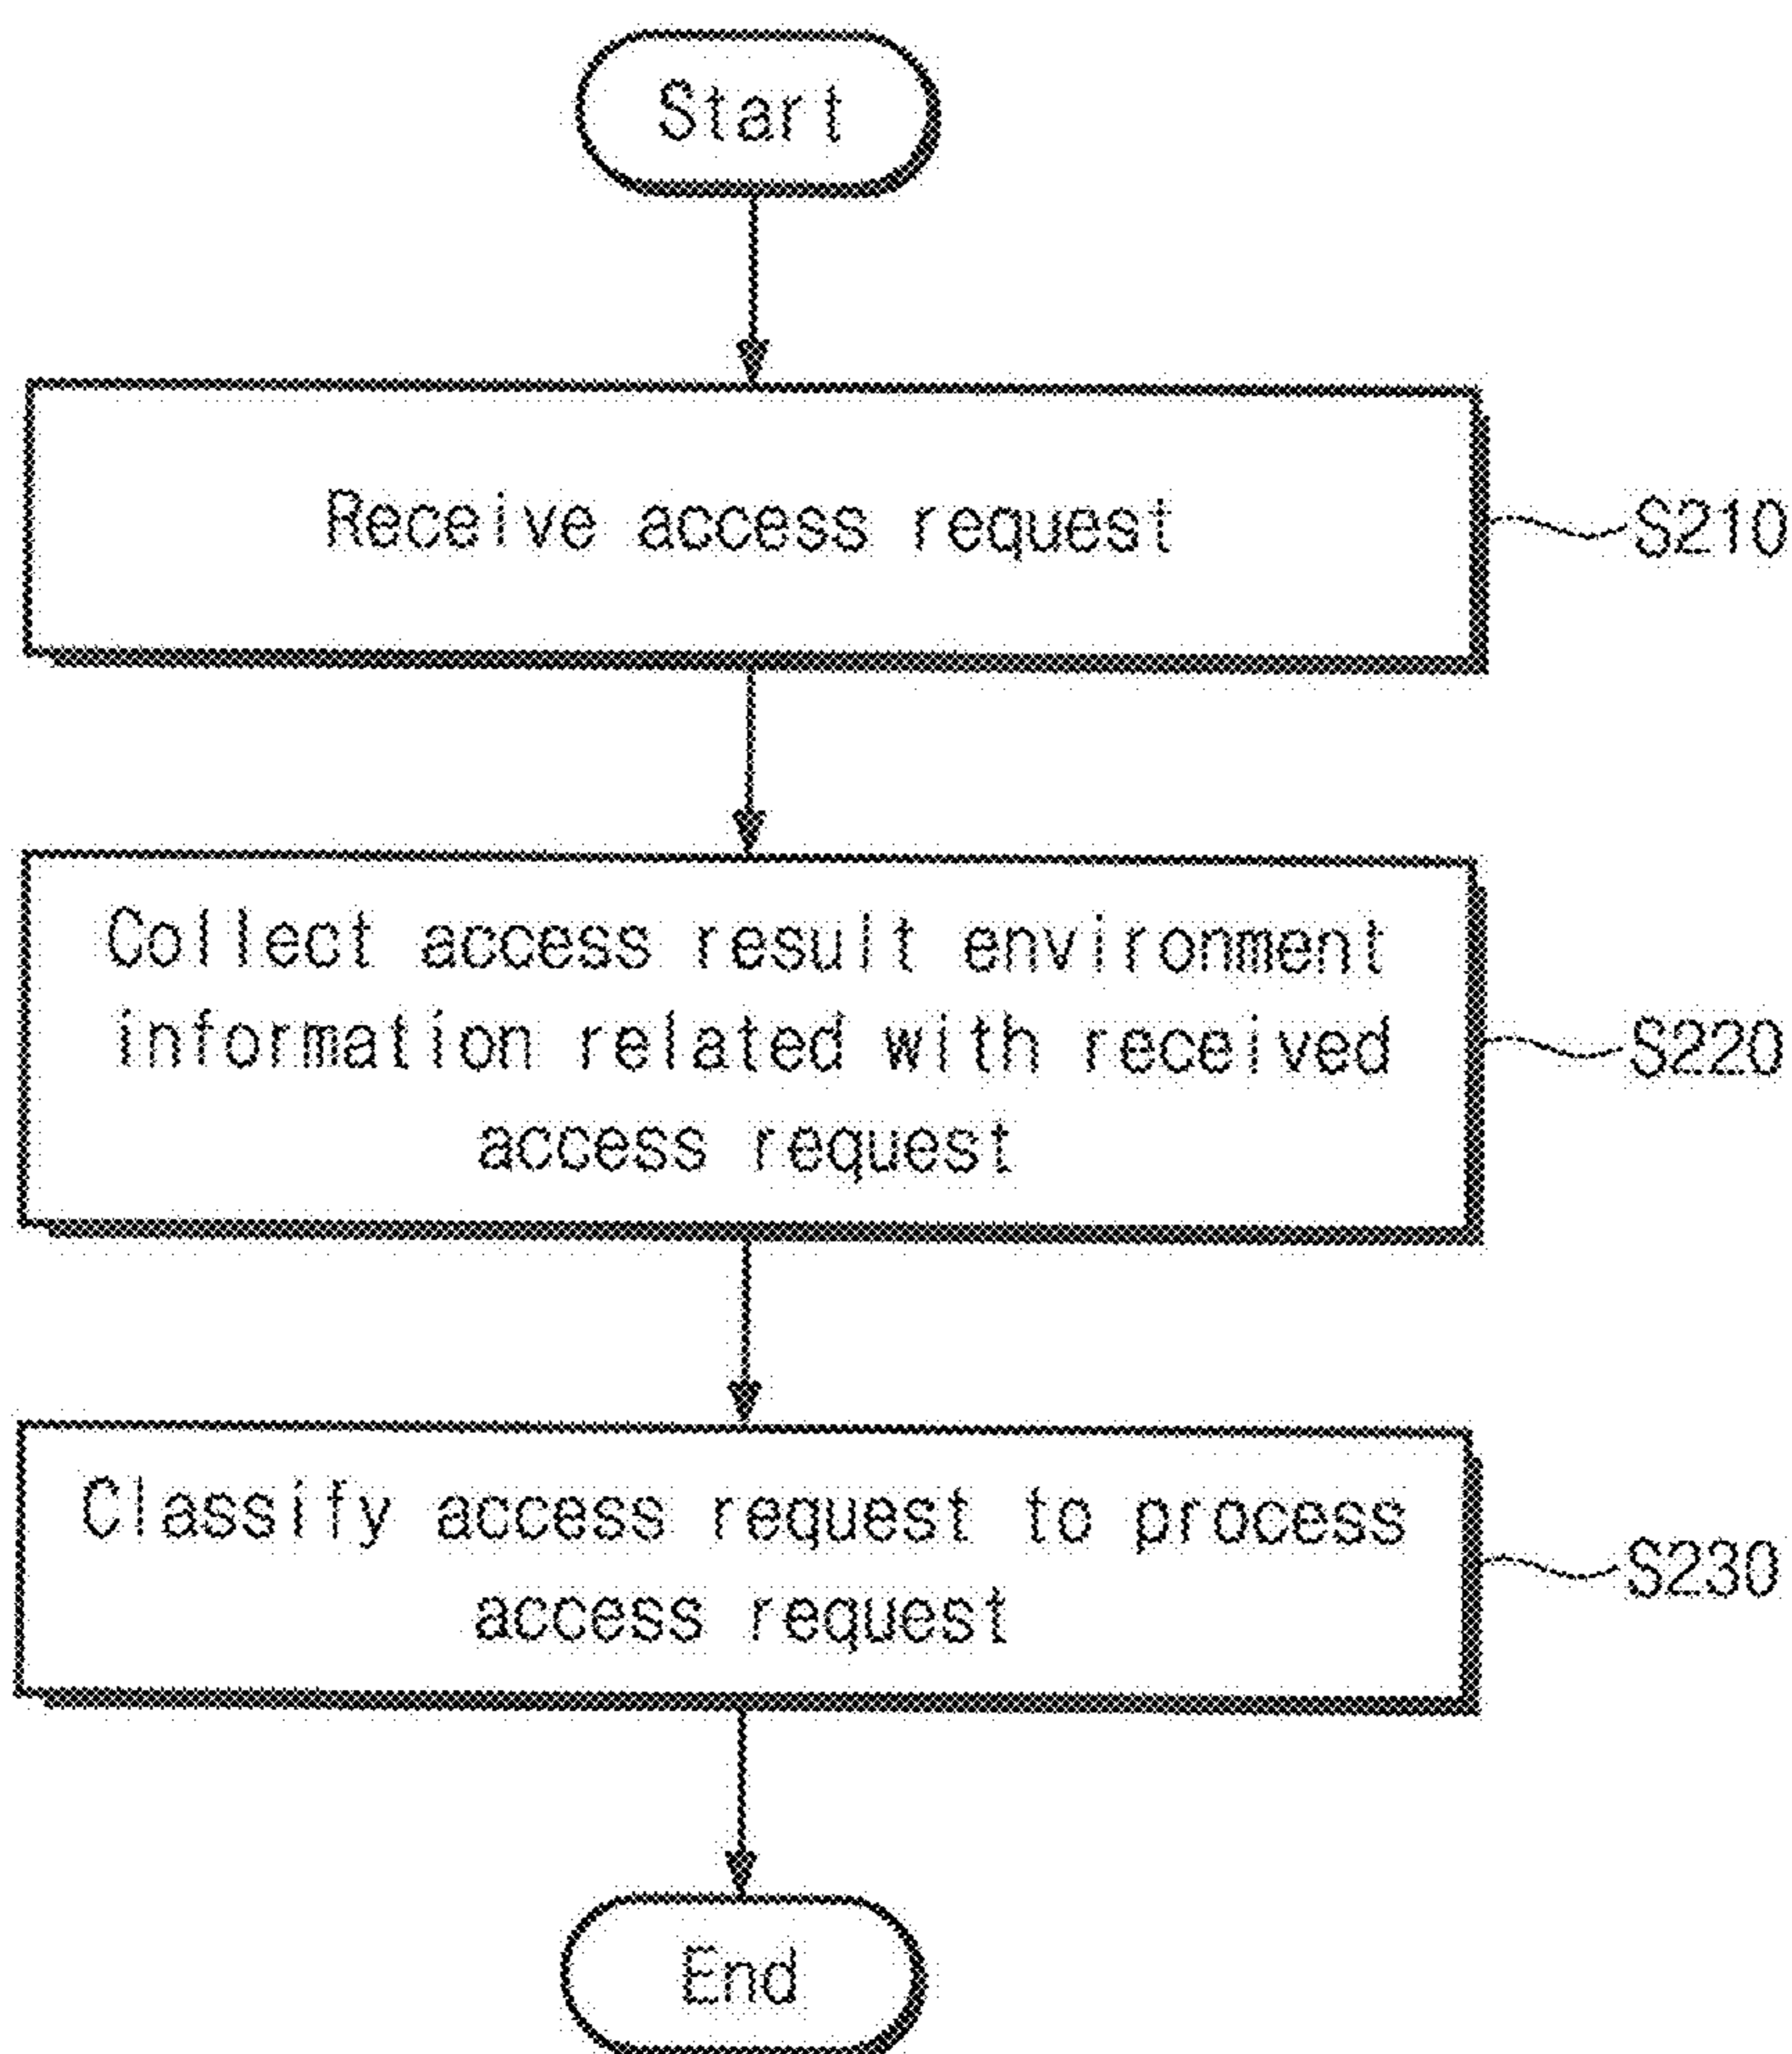 Start
Receive access request
S210
Collect access result environment
information related with received
access request
S220
Classify access request to process
access request
S230
End